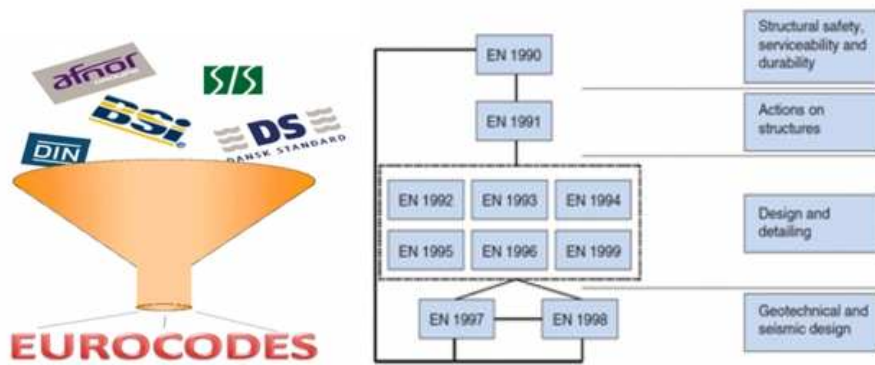 afnor
SIS
BSi
DS
DANSK STANDARD
DIN
EUROCODES
EN 1990
EN 1991
EN 1992
EN 1993
EN 1994
EN 1995
EN 1996
EN 1999
EN 1997
EN 1998
Structural safety,
serviceability and
durability
Actions on
structures
Design and
detailing
Geotechnical and
seismic design